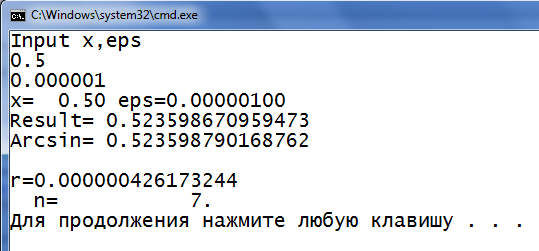 C:\Windows\system32\cmd.exe
Input x,eps
0.5
0.000001
x=  0.50 eps=0.00000100
Result= 0.523598670959473
Arcsin= 0.523598790168762
r=0.000000426173244
  n=            7.
Для продолжения нажмите любую клавишу . . .